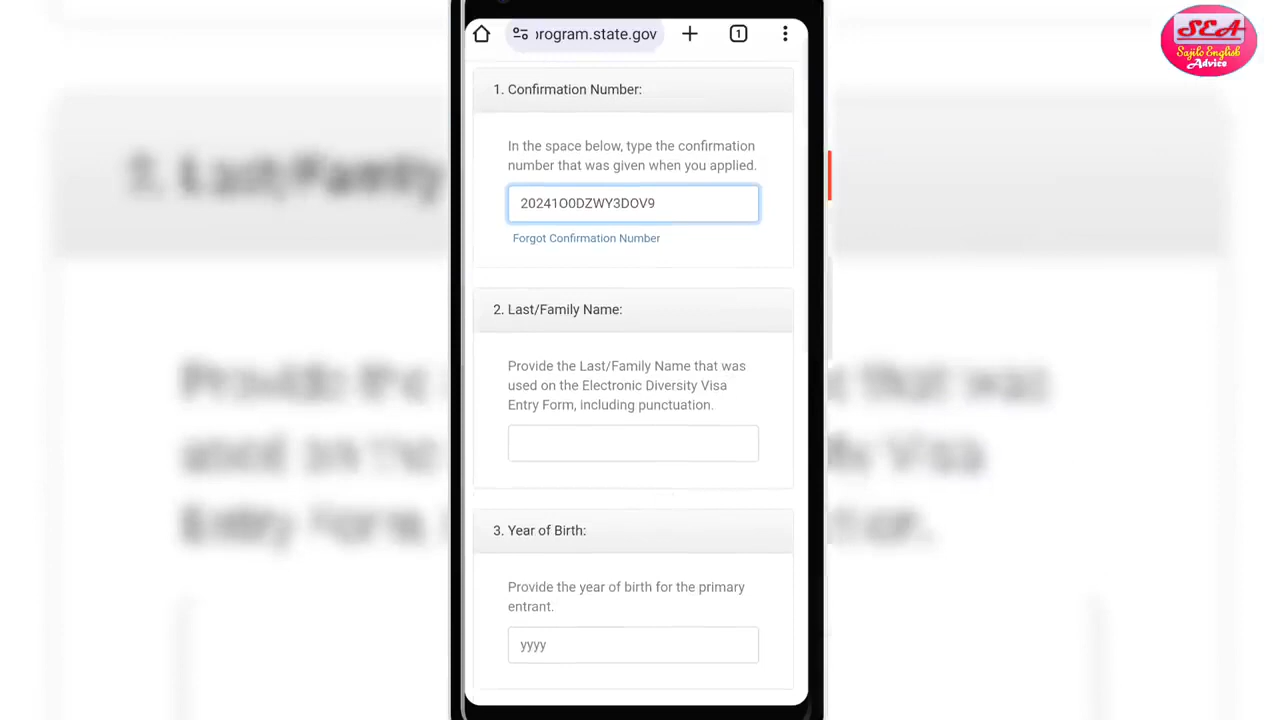 rogram.state.gov
1
SEA
Sajilo English
Advice
1. Confirmation Number:
In the space below, type the confirmation
number that was given when you applied.
20241O0DZWY3DOV9
Forgot Confirmation Number
2. Last/Family Name:
Provide the Last/Family Name that was
used on the Electronic Diversity Visa
Entry Form, including punctuation.
3. Year of Birth:
Provide the year of birth for the primary
entrant.
yyyy